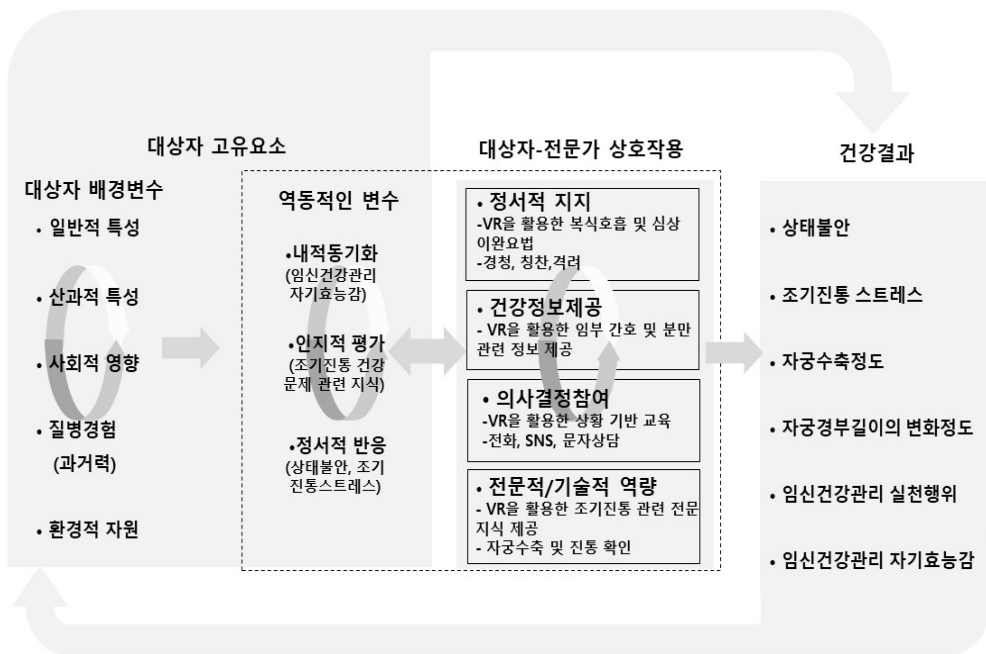 대상자 고유요소
대상자 배경변수
• 일반적 특성
• 산과적 특성
• 사회적 영향
• 질병경험
(과거력)
• 환경적 자원
역동적인 변수
•내적동기화
(임신건강관리
자기효능감)
•인지적 평가
(조기진통 건강
문제 관련 지식)
•정서적 반응
(상태불안, 조기
진통스트레스)
대상자-전문가 상호작용
• 정서적 지지
-VR을 활용한 복식호흡 및 심상
이완요법
-경청, 칭찬,격려
• 건강정보제공
- VR을 활용한 임부 간호 및 분만
관련 정보 제공
• 의사결정참여
-VR을 활용한 상황 기반 교육
-전화, SNS, 문자상담
• 전문적/기술적 역량
- VR을 활용한 조기진통 관련 전문
지식 제공
- 자궁수축 및 진통 확인
건강결과
• 상태불안
• 조기진통 스트레스
• 자궁수축정도
• 자궁경부길이의 변화정도
• 임신건강관리 실천행위
• 임신건강관리 자기효능감